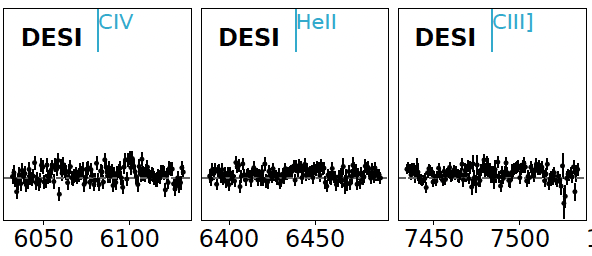 CIV
DESI
HeII
DESI
CIII]
DESI
6050 6100
6400 6450
7450 7500